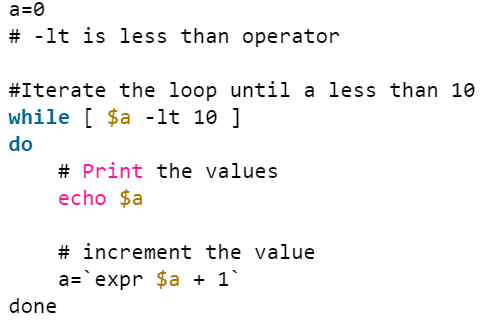 a=0
# -lt is less than operator
#Iterate the loop until a less than 10
while [ $a -lt 10 ]
do
# Print the values
echo $a
# increment the value
a=`expr $a + 1`
done